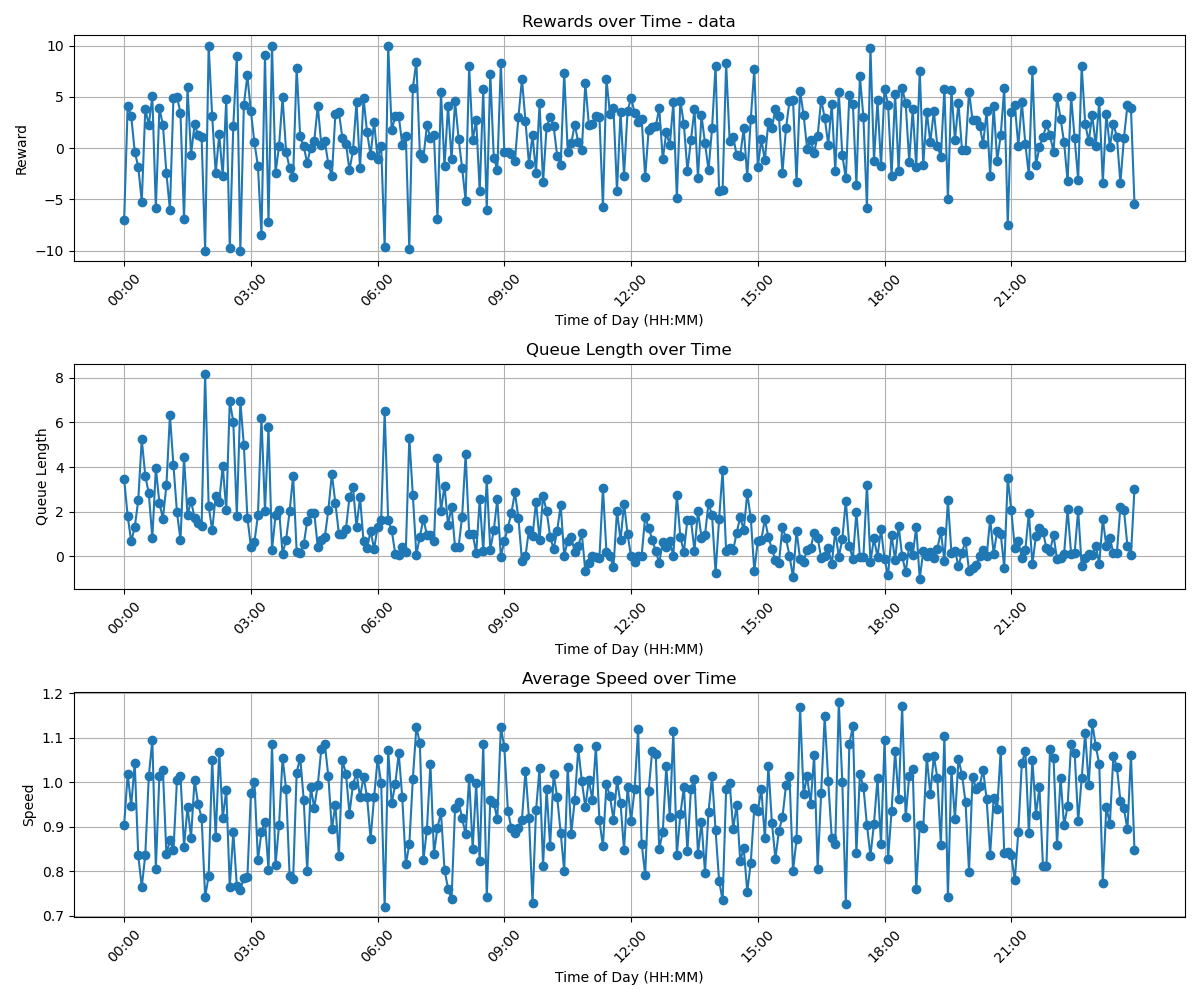 Rewards over Time - data
Reward
10
5
0
−5
−10
00:00 03:00 06:00 09:00 12:00 15:00 18:00 21:00
Time of Day (HH:MM)
Queue Length over Time
Queue Length
8
6
4
2
0
00:00 03:00 06:00 09:00 12:00 15:00 18:00 21:00
Time of Day (HH:MM)
Average Speed over Time
Speed
1.2
1.1
1.0
0.9
0.8
0.7
00:00 03:00 06:00 09:00 12:00 15:00 18:00 21:00
Time of Day (HH:MM)